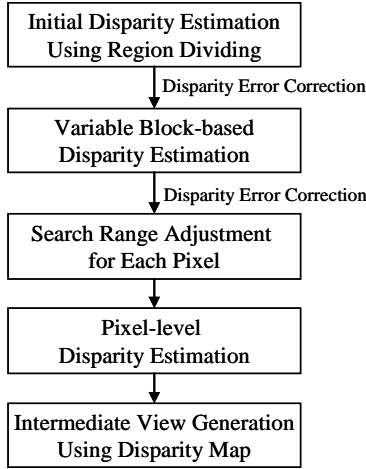 Initial Disparity Estimation
Using Region Dividing
Disparity Error Correction
Variable Block-based
Disparity Estimation
Disparity Error Correction
Search Range Adjustment
for Each Pixel
Pixel-level
Disparity Estimation
Intermediate View Generation
Using Disparity Map